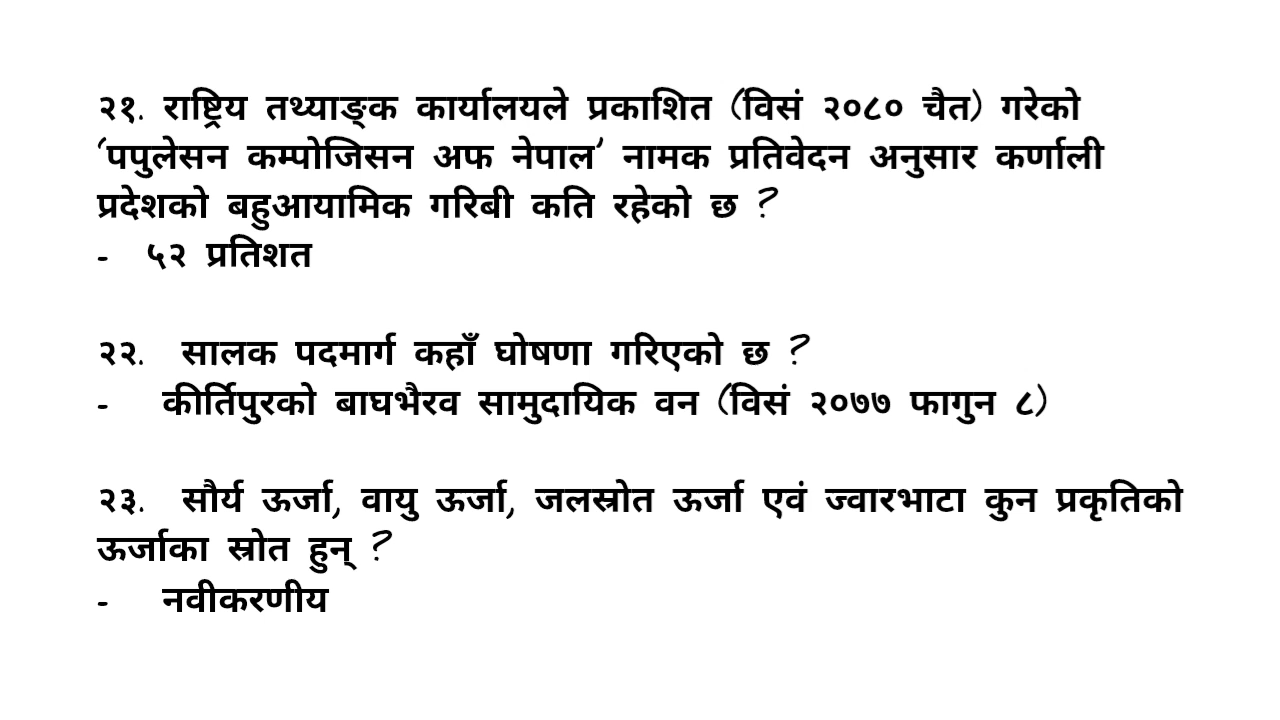 २१. राष्ट्रिय तथ्याङ्क कार्यालयले प्रकाशित (विसं २०८० चैत) गरेको
‘पपुलेसन कम्पोजिसन अफ नेपाल’ नामक प्रतिवेदन अनुसार कर्णाली
प्रदेशको बहुआयामिक गरिबी कति रहेको छ ?
- ५२ प्रतिशत
२२. सालक पदमार्ग कहाँ घोषणा गरिएको छ ?
- कीर्तिपुरको बाघभैरव सामुदायिक वन (विसं २०७७ फागुन ८)
२३. सौर्य ऊर्जा, वायु ऊर्जा, जलस्रोत ऊर्जा एवं ज्वारभाटा कुन प्रकृतिको
ऊर्जाका स्रोत हुन् ?
- नवीकरणीय